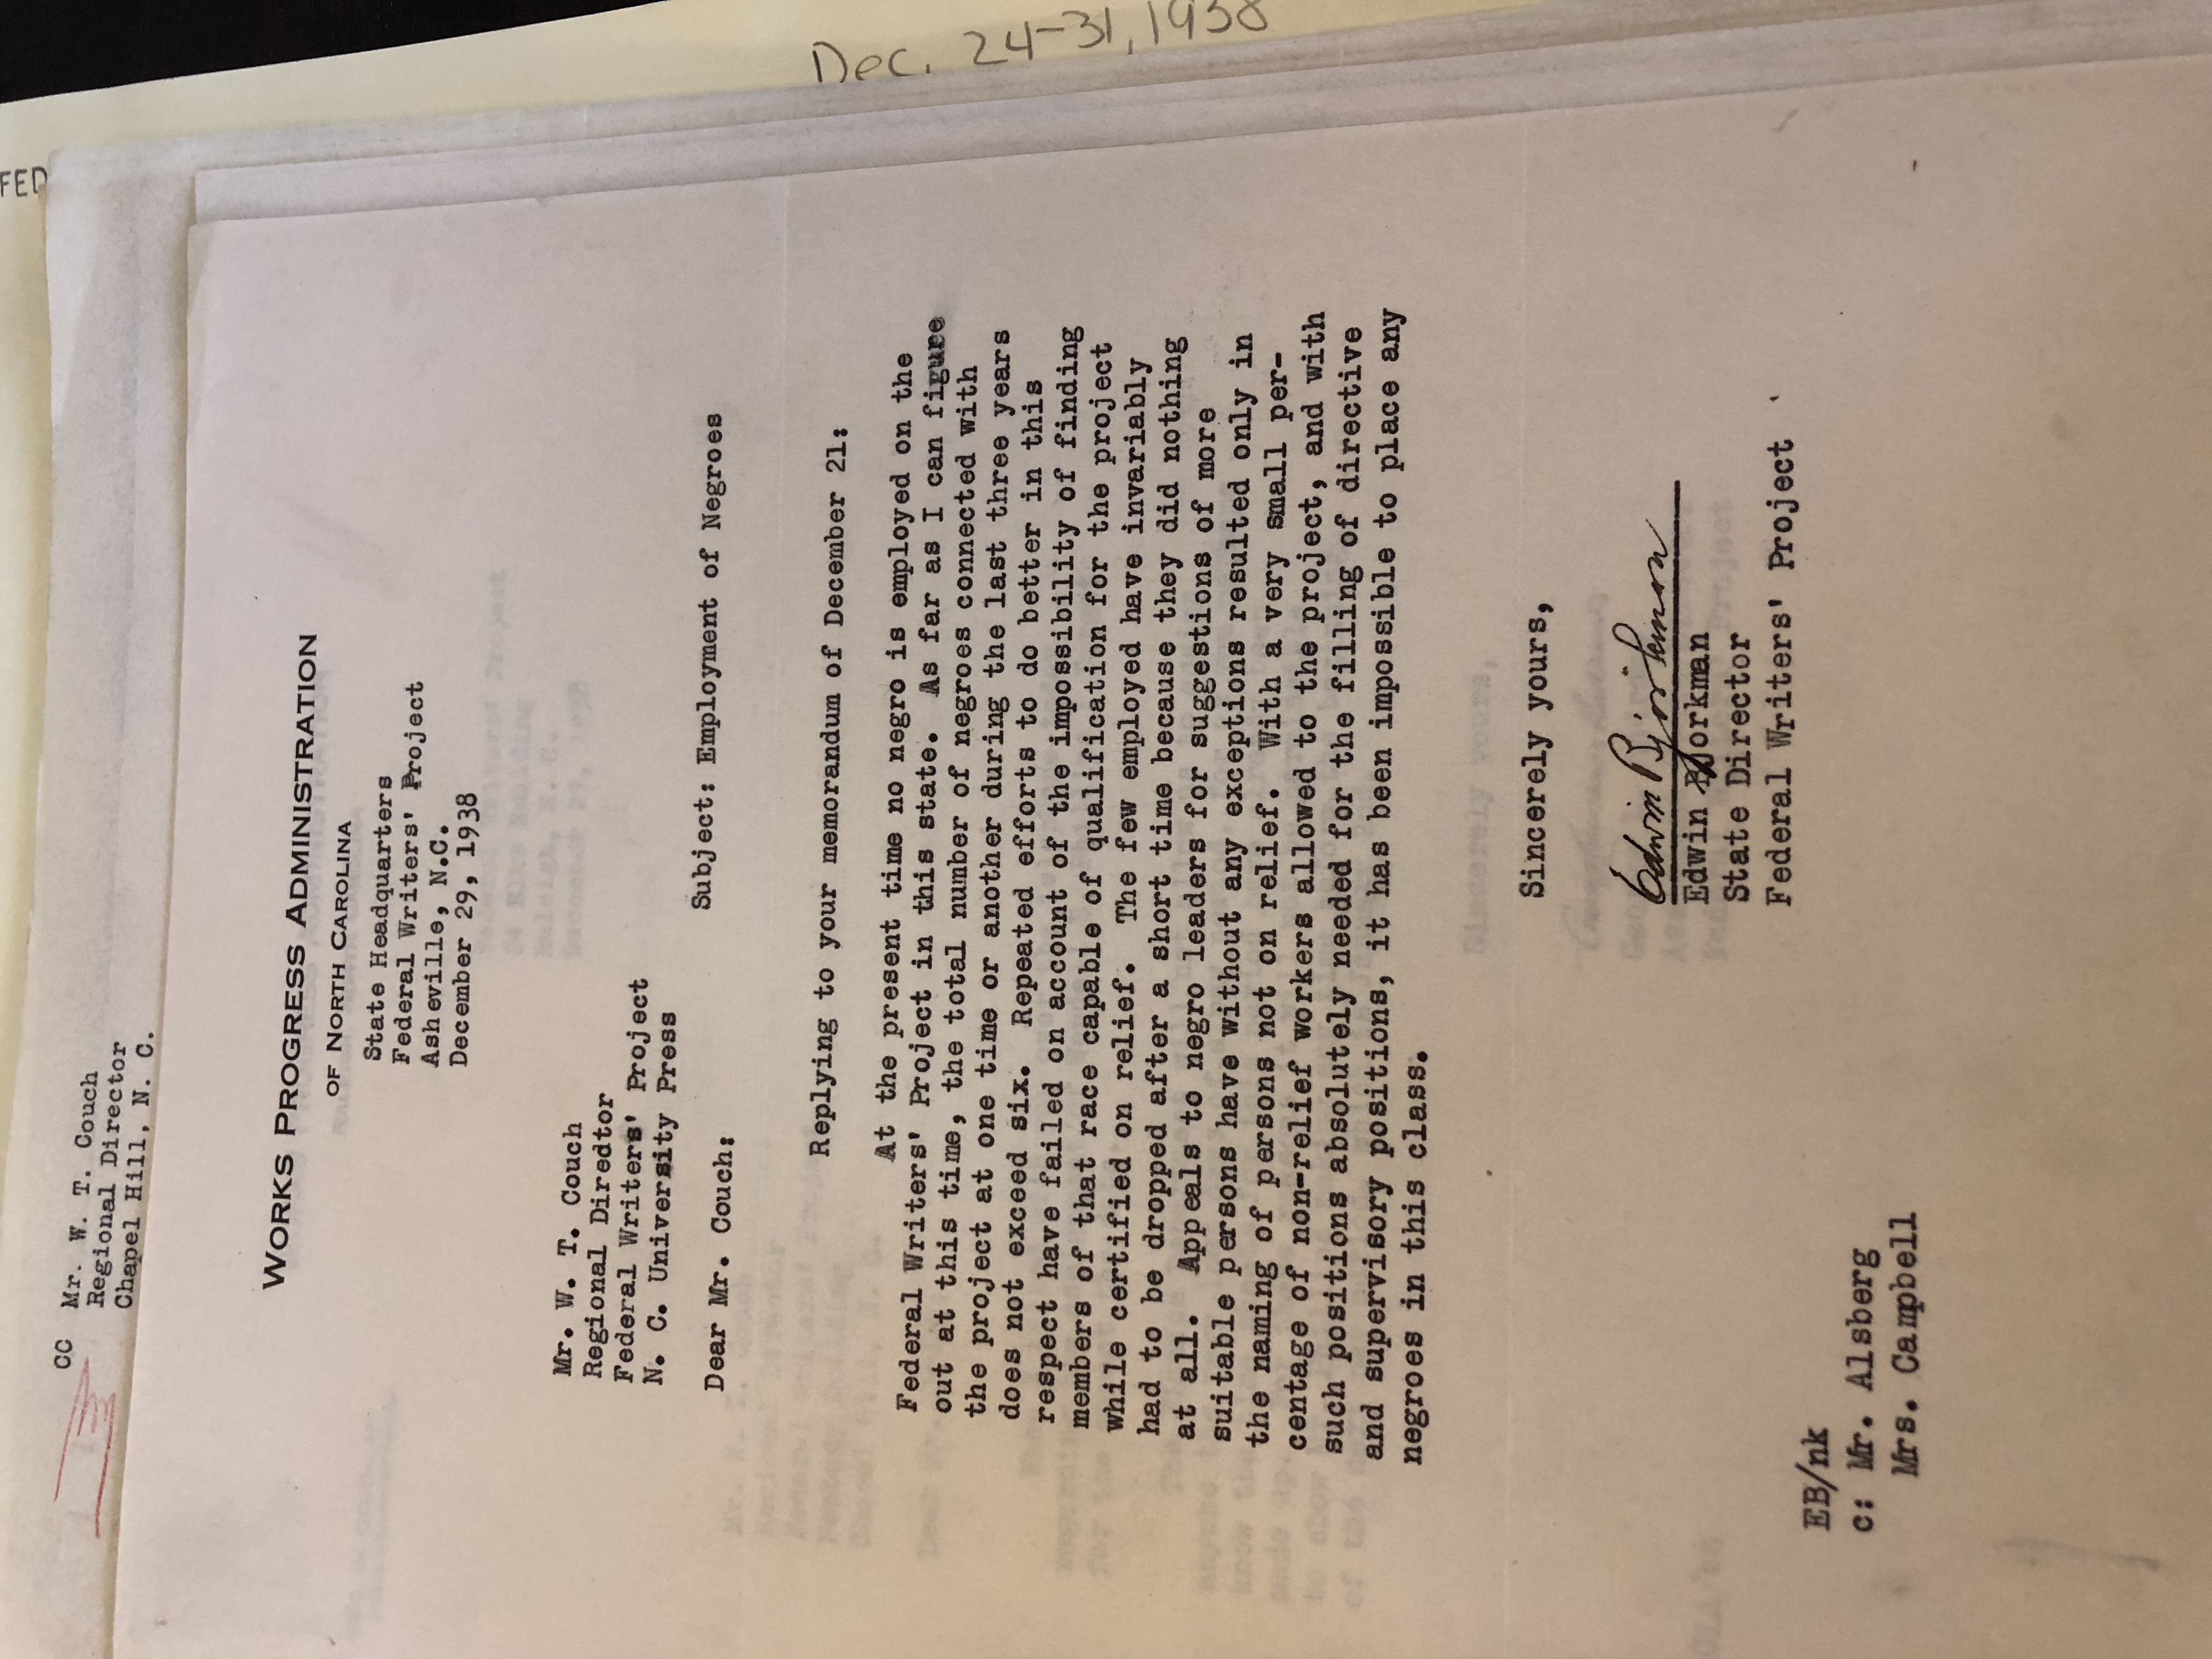 cc Mr. W. T. Couch
Regional Director
Chapel Hill, N. C.
WORKS PROGRESS ADMINISTRATION
OF NORTH CAROLINA
State Headquarters
Federal Writers' Project
Asheville, N.C.
December 29, 1938
Mr. W. T. Couch
Regional Diredtor
Federal Writers' Project
N. C. University Press
Subject: Employment of Negroes
Dear Mr. Couch:
Replying to your memorandum of December 21:
At the present time no negro is employed on the
Federal Writers' Project in this state. As far as I can figure
out at this time, the total number of negroes connected with
the project at one time or another during the last three years
does not exceed six. Repeated efforts to do better in this
respect have failed on account of the impossibility of finding
members of that race capable of qualification for the project
while certified on relief. The few employed have invariably
had to be dropped after a short time because they did nothing
at all. Appeals to negro leaders for suggestions of more
suitable persons have without any exceptions resulted only in
the naming of persons not on relief. With a very small per-
centage of non-relief workers allowed to the project, and with
such positions absolutely needed for the filling of directive
and supervisory positions, it has been impossible to place any
negroes in this class.
Sincerely yours,
Edwin Björkman
Edwin Bjorkman
State Director
Federal Writers' Project
EB/nk
c: Mr. Alsberg
Mrs. Campbell
Dec. 24-31, 1938